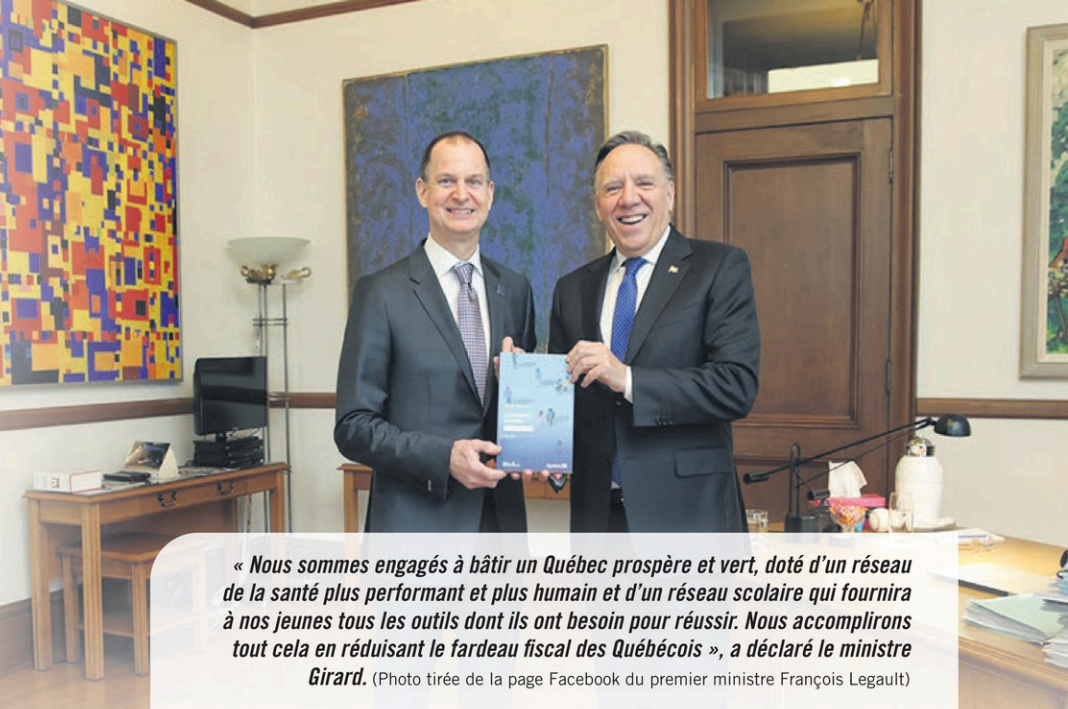 « Nous sommes engagés à bâtir un Québec prospère et vert, doté d'un réseau
de la santé plus performant et plus humain et d'un réseau scolaire qui fournira
à nos jeunes tous les outils dont ils ont besoin pour réussir. Nous accomplirons
tout cela en réduisant le fardeau fiscal des Québécois », a déclaré le ministre
Girard. (Photo tirée de la page Facebook du premier ministre François Legault)